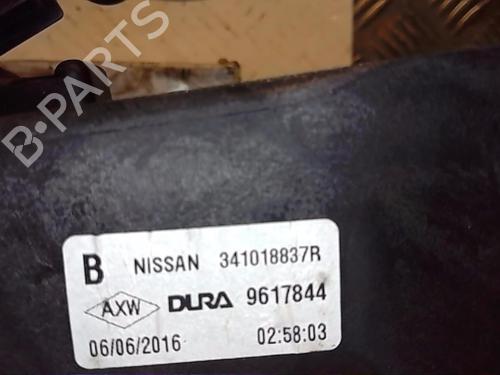 B·PARTS
B NISSAN 341018837R
AXW DURA 9617844
06/06/2016 02:58:03